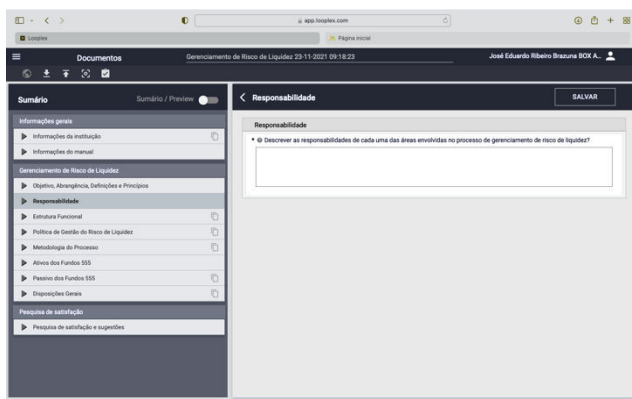 app.looplex.com
Looplex
Página inicial
Documentos
Gerenciamento de Risco de Liquidez 23-11-2021 09:18:23
José Eduardo Ribeiro Brazuna BOX A...
Sumário
Sumário / Preview
Informações gerais
Informações da instituição
Informações do manual
Gerenciamento de Risco de Liquidez
Objetivo, Abrangência, Definições e Princípios
Responsabilidade
Estrutura Funcional
Política de Gestão do Risco de Liquidez
Metodologia do Processo
Ativos dos Fundos 555
Passivo dos Fundos 555
Disposições Gerais
Pesquisa de satisfação
Pesquisa de satisfação e sugestões
Responsabilidade
SALVAR
Responsabilidade
* Descrever as responsabilidades de cada uma das áreas envolvidas no processo de gerenciamento de risco de liquidez?